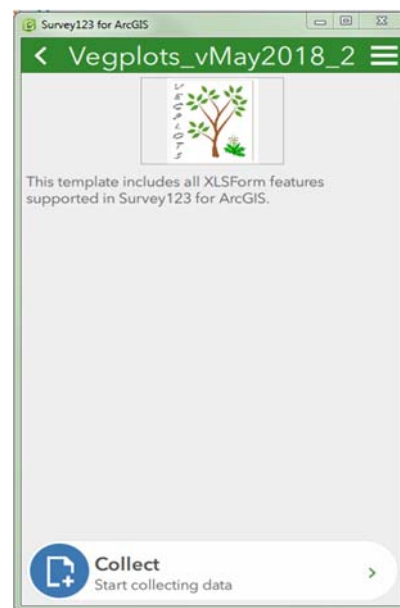 Survey123 for ArcGIS
Vegplots_vMay2018_2
VEGPLOTS
This template includes all XLSForm features
supported in Survey123 for ArcGIS.
Collect
Start collecting data